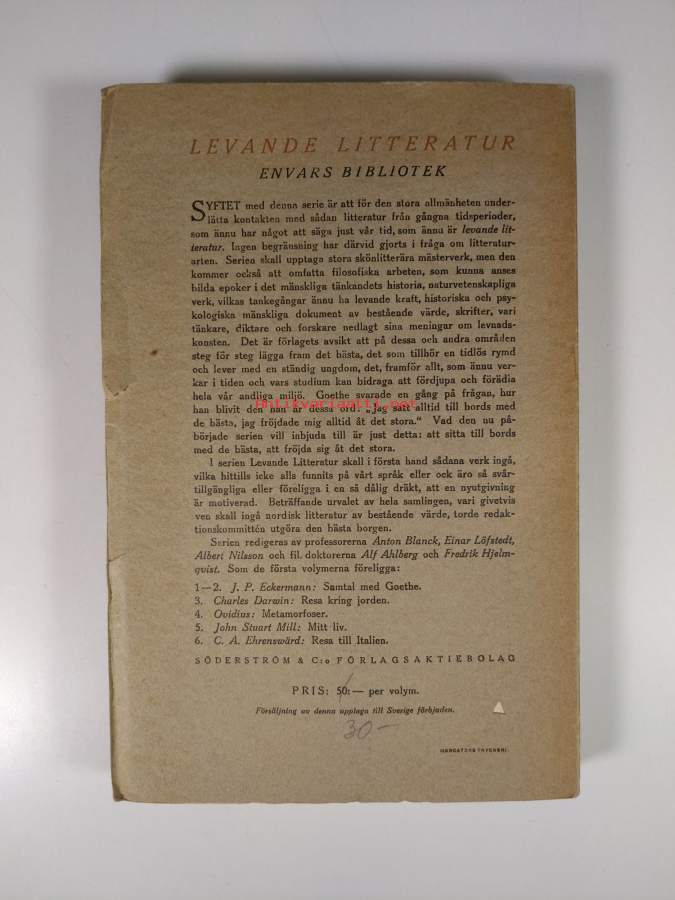 LEVANDE LITTERATUR
ENVARS BIBLIOTEK
SYFTET med denna serie är att för den stora allmänheten under-
lätta kontakten med sådan litteratur från gångna tidsperioder,
som ännu har något att säga just vår tid, som ännu är levande lit-
teratur. Ingen begränsning har därvid gjorts i fråga om litteratur-
arten. Serien skall upptaga stora skönlitterära mästerverk, men den
kommer också att omfatta filosofiska arbeten, som kunna anses
bilda epoker i det mänskliga tänkandets historia, naturvetenskapliga
verk, vilkas tankegångar ännu ha levande kraft, historiska och psy-
kologiska mänskliga dokument av bestående värde, skrifter, vari
tänkare, diktare och forskare nedlagt sina meningar om levnads-
konsten. Det är förlagets avsikt att på dessa och andra områden
steg för steg lägga fram det bästa, det som tillhör en tidlös rymd
och lever med en ständig ungdom, det, framför allt, som ännu ver-
kar i tiden och vars studium kan bidraga att fördjupa och förädla
hela vår andliga miljö. Goethe svarade en gång på frågan, hur
Antikvariaatti.net
han blivit den han är dessa ord: „Jag satt alltid till bords med
de bästa, jag fröjdade mig alltid åt det stora." Vad den nu på-
började serien vill inbjuda till är just detta: att sitta till bords
med de bästa, att fröjda sig åt det stora.
I serien Levande Litteratur skall i första hand sådana verk ingå,
vilka hittills icke alls funnits på vårt språk eller ock äro så svår-
tillgängliga eller föreligga i en så dålig dräkt, att en nyutgivning
är motiverad. Beträffande urvalet av hela samlingen, vari givetvis
även skall ingå nordisk litteratur av bestående värde, torde redak-
tionskommittén utgöra den bästa borgen.
Serien redigeras av professorerna Anton Blanck, Einar Löfstedt,
Albert Nilsson och fil. doktorerna Alf Ahlberg och Fredrik Hjelm-
qvist. Som de första volymerna föreligga:
1—2. J. P. Eckermann: Samtal med Goethe.
3. Charles Darwin: Resa kring jorden.
4. Ovidius: Metamorfoser.
5. John Stuart Mill: Mitt liv.
6. C. A. Ehrenswärd: Resa till Italien.
SÖDERSTRÖM & C:o FÖRLAGSAKTIEBOLAG
PRIS: 50:— per volym.
Försäljning av denna upplaga till Sverige förbjuden.
30-
MERCATORS TRYCKERI.